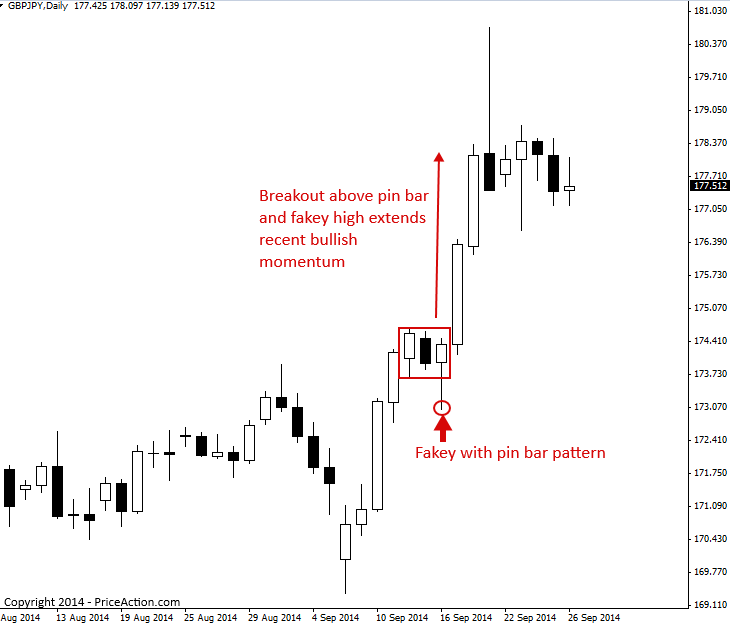 GBPJPY,Daily 177.425 178.097 177.139 177.512
181.030
180.370
179.710
179.050
178.370
177.710
177.512
177.050
176.390
175.730
175.070
174.410
173.730
173.070
172.410
171.750
171.090
170.430
169.770
169.110
Breakout above pin bar
and fakey high extends
recent bullish
momentum
Fakey with pin bar pattern
Copyright 2014 - PriceAction.com
Aug 2014 13 Aug 2014 19 Aug 2014 25 Aug 2014 29 Aug 2014 4 Sep 2014 10 Sep 2014 16 Sep 2014 22 Sep 2014 26 Sep 2014